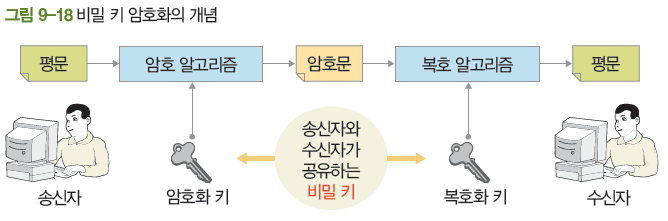 그림 9-18 비밀 키 암호화의 개념
평문
암호 알고리즘
암호문
복호 알고리즘
평문
송신자와
수신자가
공유하는
비밀 키
송신자
암호화 키
복호화 키
수신자